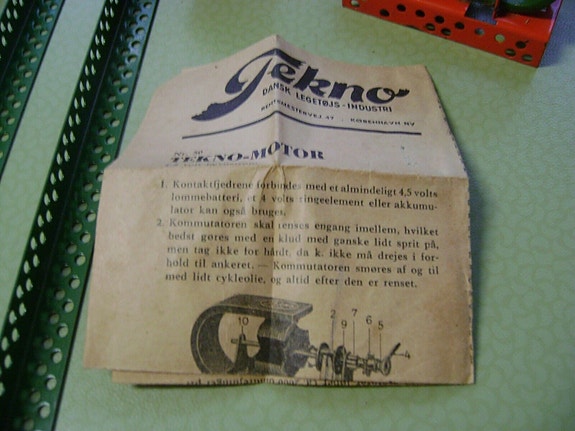 Tekno
DANSK LEGETØJS-INDUSTRI
RENTEMESTERVEJ 47 · KØBENHAVN NV
TEKNO-MOTOR
1. Kontaktfjedrene forbindes med et almindeligt 4,5 volts
lommebatteri, et 4 volts ringeelement eller akkumu-
lator kan også bruges.
2. Kommutatoren skal renses engang imellem, hvilket
bedst gøres med en klud med ganske lidt sprit på,
men tag ikke for hårdt, da k. ikke må drejes i for-
hold til ankeret. — Kommutatoren smøres af og til
med lidt cykleolie, og altid efter den er renset.
10 2 9 7 6 5 4